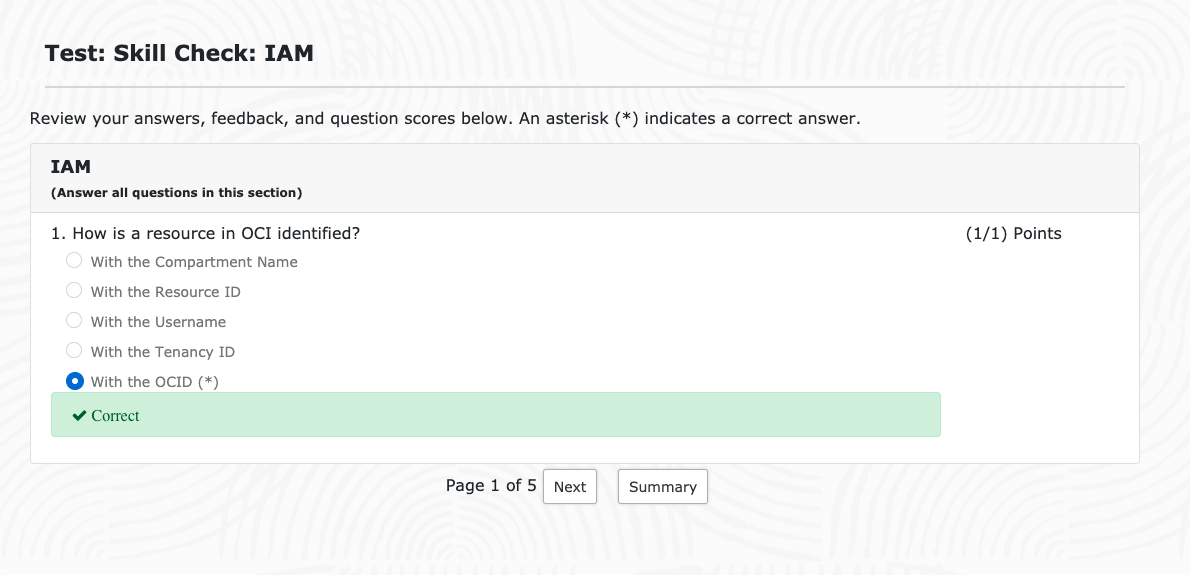 Test: Skill Check: IAM
Review your answers, feedback, and question scores below. An asterisk (*) indicates a correct answer.
IAM
(Answer all questions in this section)
1. How is a resource in OCI identified? (1/1) Points
With the Compartment Name
With the Resource ID
With the Username
With the Tenancy ID
With the OCID (*)
Correct
Page 1 of 5 Next Summary